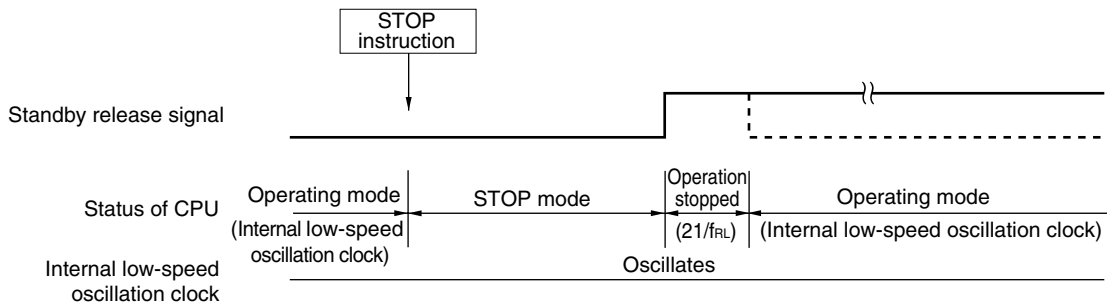 STOP
instruction
Standby release signal
Status of CPU
Operating mode
(Internal low-speed
oscillation clock)
STOP mode
Operation
stopped
(21/fRL)
Operating mode
(Internal low-speed oscillation clock)
Internal low-speed
oscillation clock
Oscillates